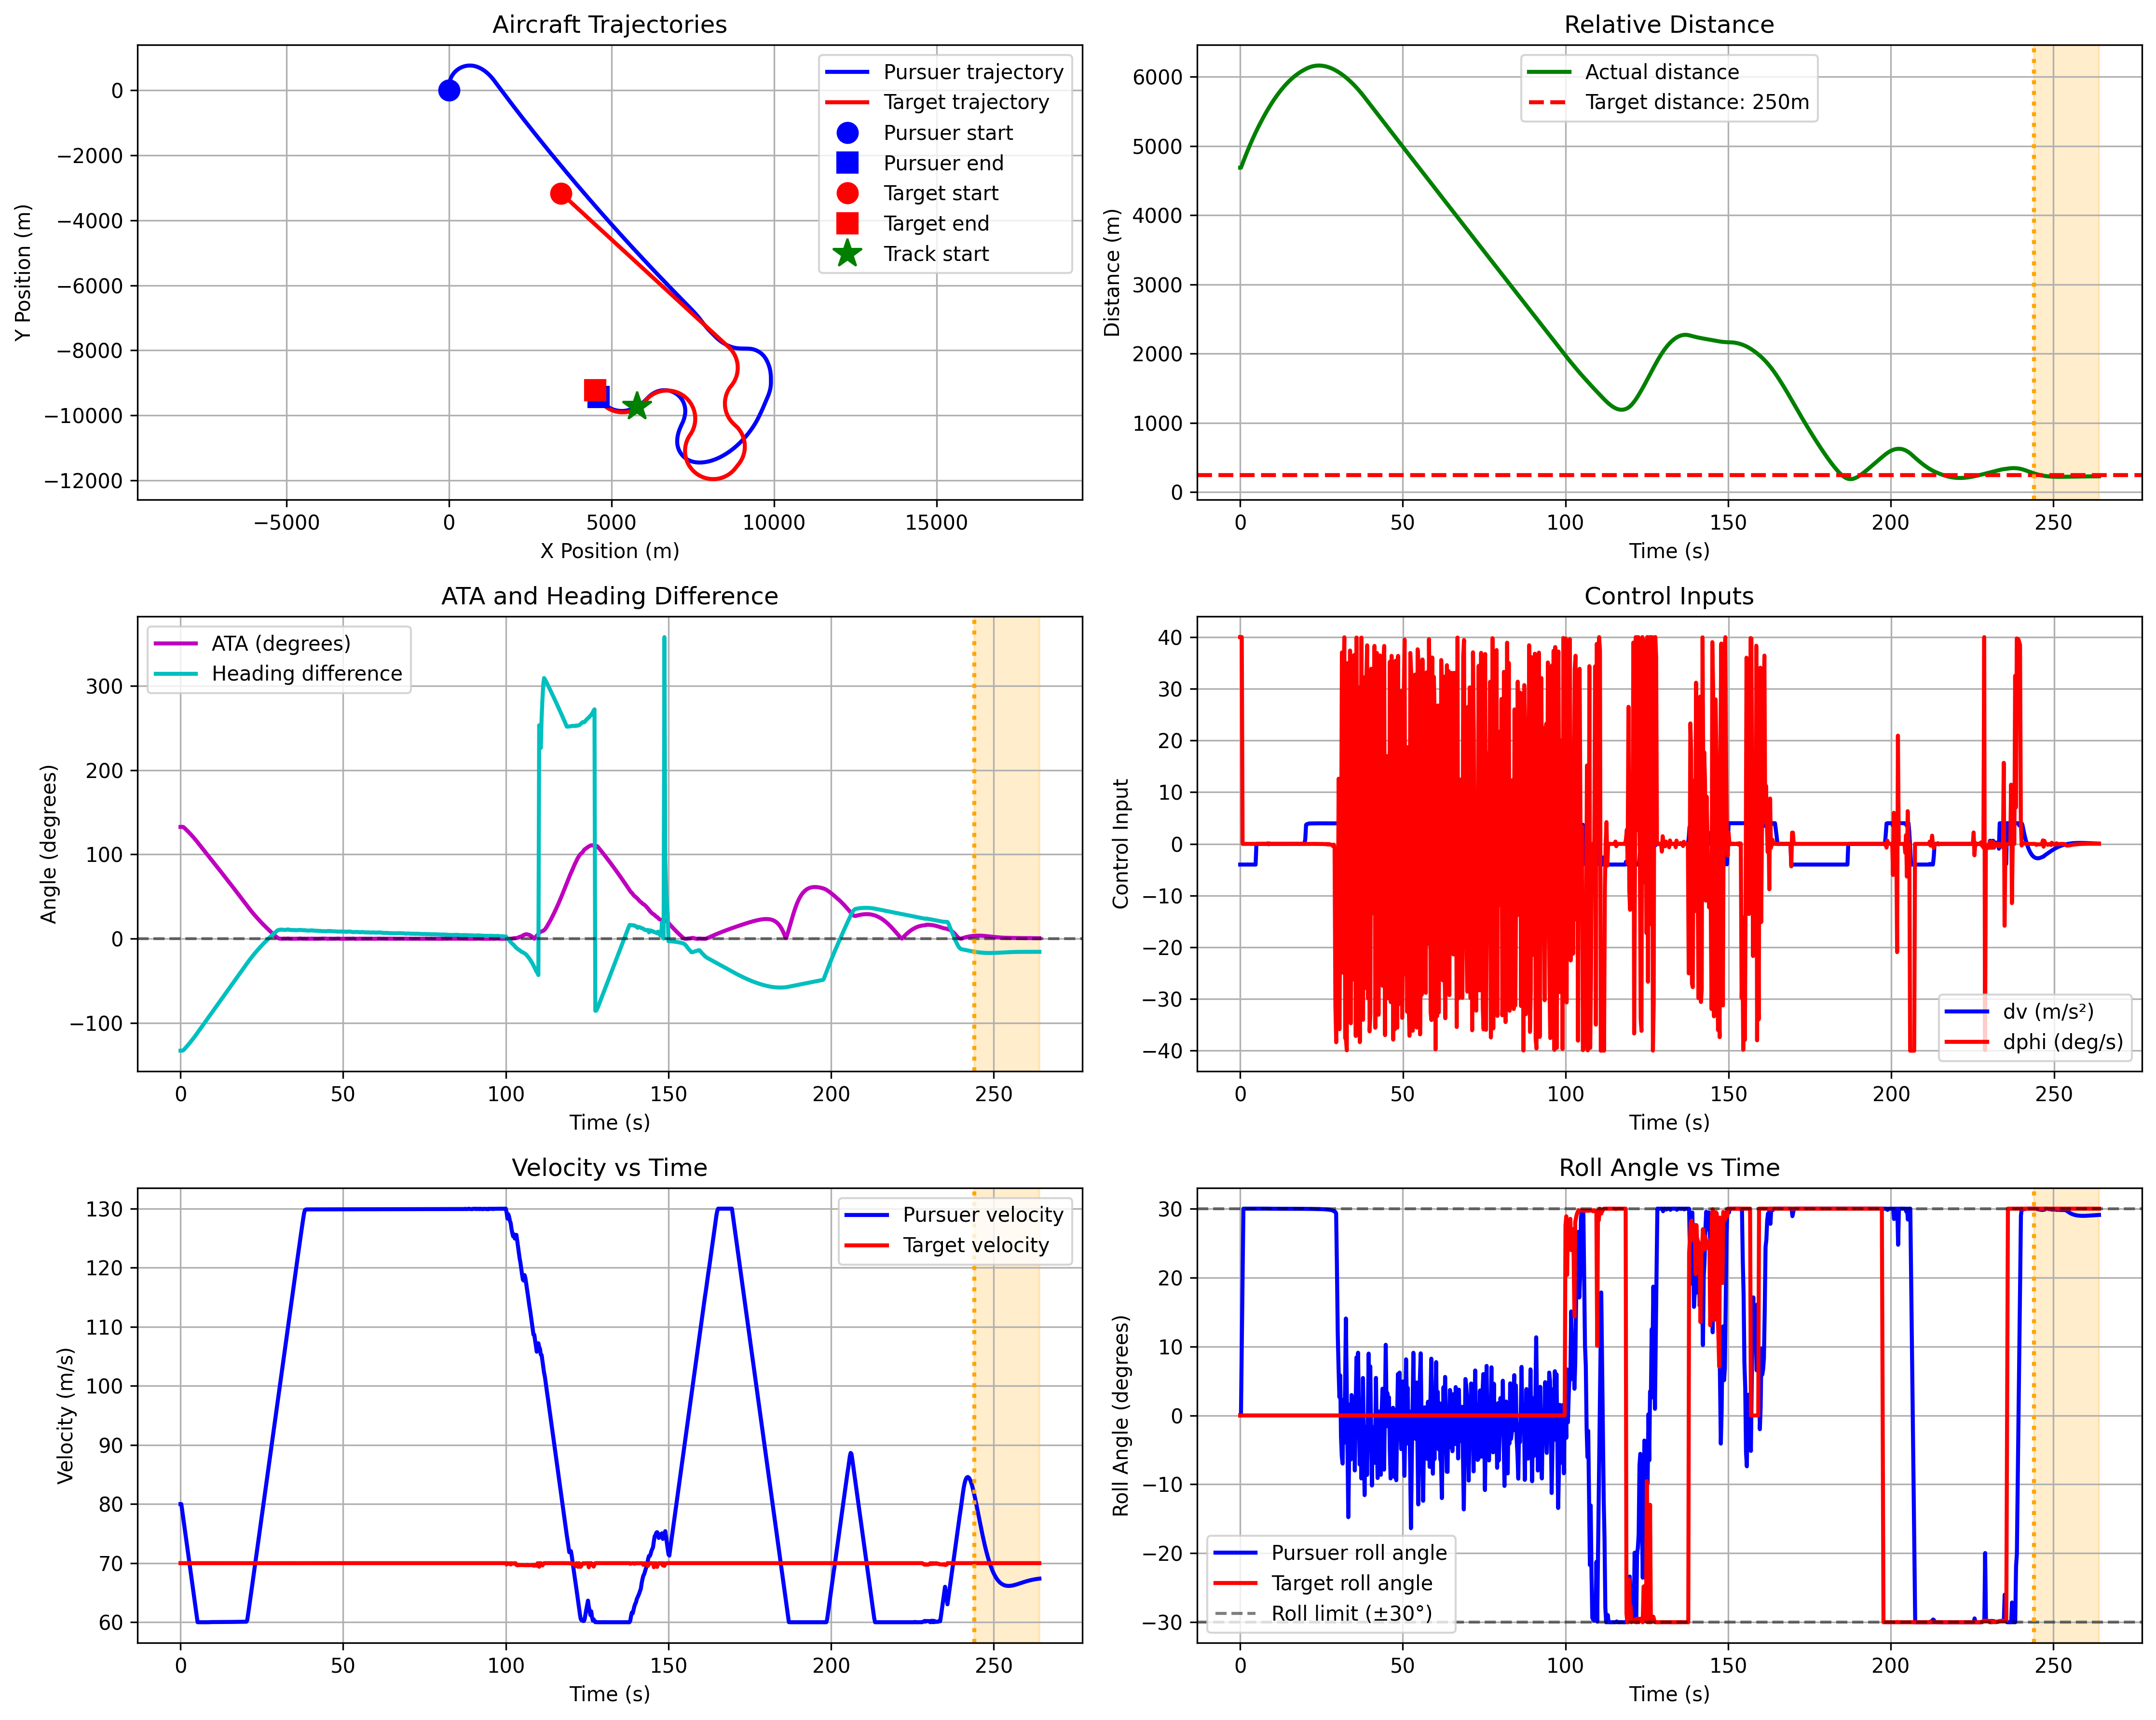 Aircraft Trajectories
Y Position (m)
0
−2000
−4000
−6000
−8000
−10000
−12000
Pursuer trajectory
Target trajectory
Pursuer start
Pursuer end
Target start
Target end
Track start
−5000 0 5000 10000 15000
X Position (m)
Relative Distance
Distance (m)
6000
5000
4000
3000
2000
1000
0
Actual distance
Target distance: 250m
0 50 100 150 200 250
Time (s)
ATA and Heading Difference
Angle (degrees)
300
200
100
0
−100
ATA (degrees)
Heading difference
0 50 100 150 200 250
Time (s)
Control Inputs
Control Input
40
30
20
10
0
−10
−20
−30
−40
dv (m/s²)
dphi (deg/s)
0 50 100 150 200 250
Time (s)
Velocity vs Time
Velocity (m/s)
130
120
110
100
90
80
70
60
Pursuer velocity
Target velocity
0 50 100 150 200 250
Time (s)
Roll Angle vs Time
Roll Angle (degrees)
30
20
10
0
−10
−20
−30
Pursuer roll angle
Target roll angle
Roll limit (±30°)
0 50 100 150 200 250
Time (s)